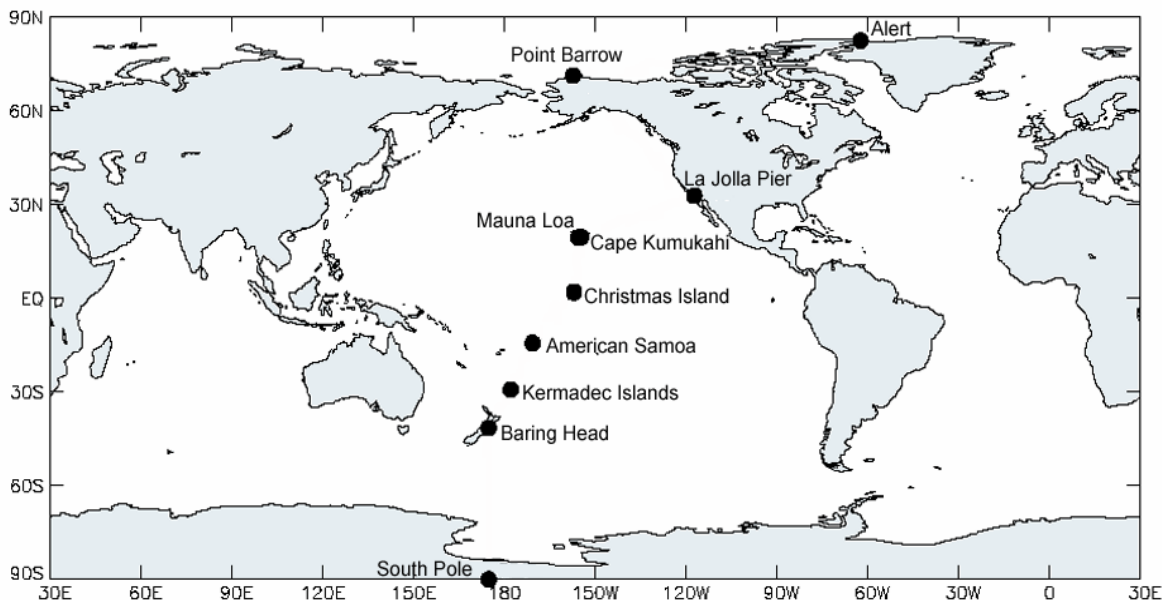 90N
Alert
Point Barrow
60N
La Jolla Pier
30N
Mauna Loa
Cape Kumukahi
EQ
Christmas Island
American Samoa
30S
Kermadec Islands
Baring Head
60S
South Pole
90S
30E 60E 90E 120E 150E 180 150W 120W 90W 60W 30W 0 30E